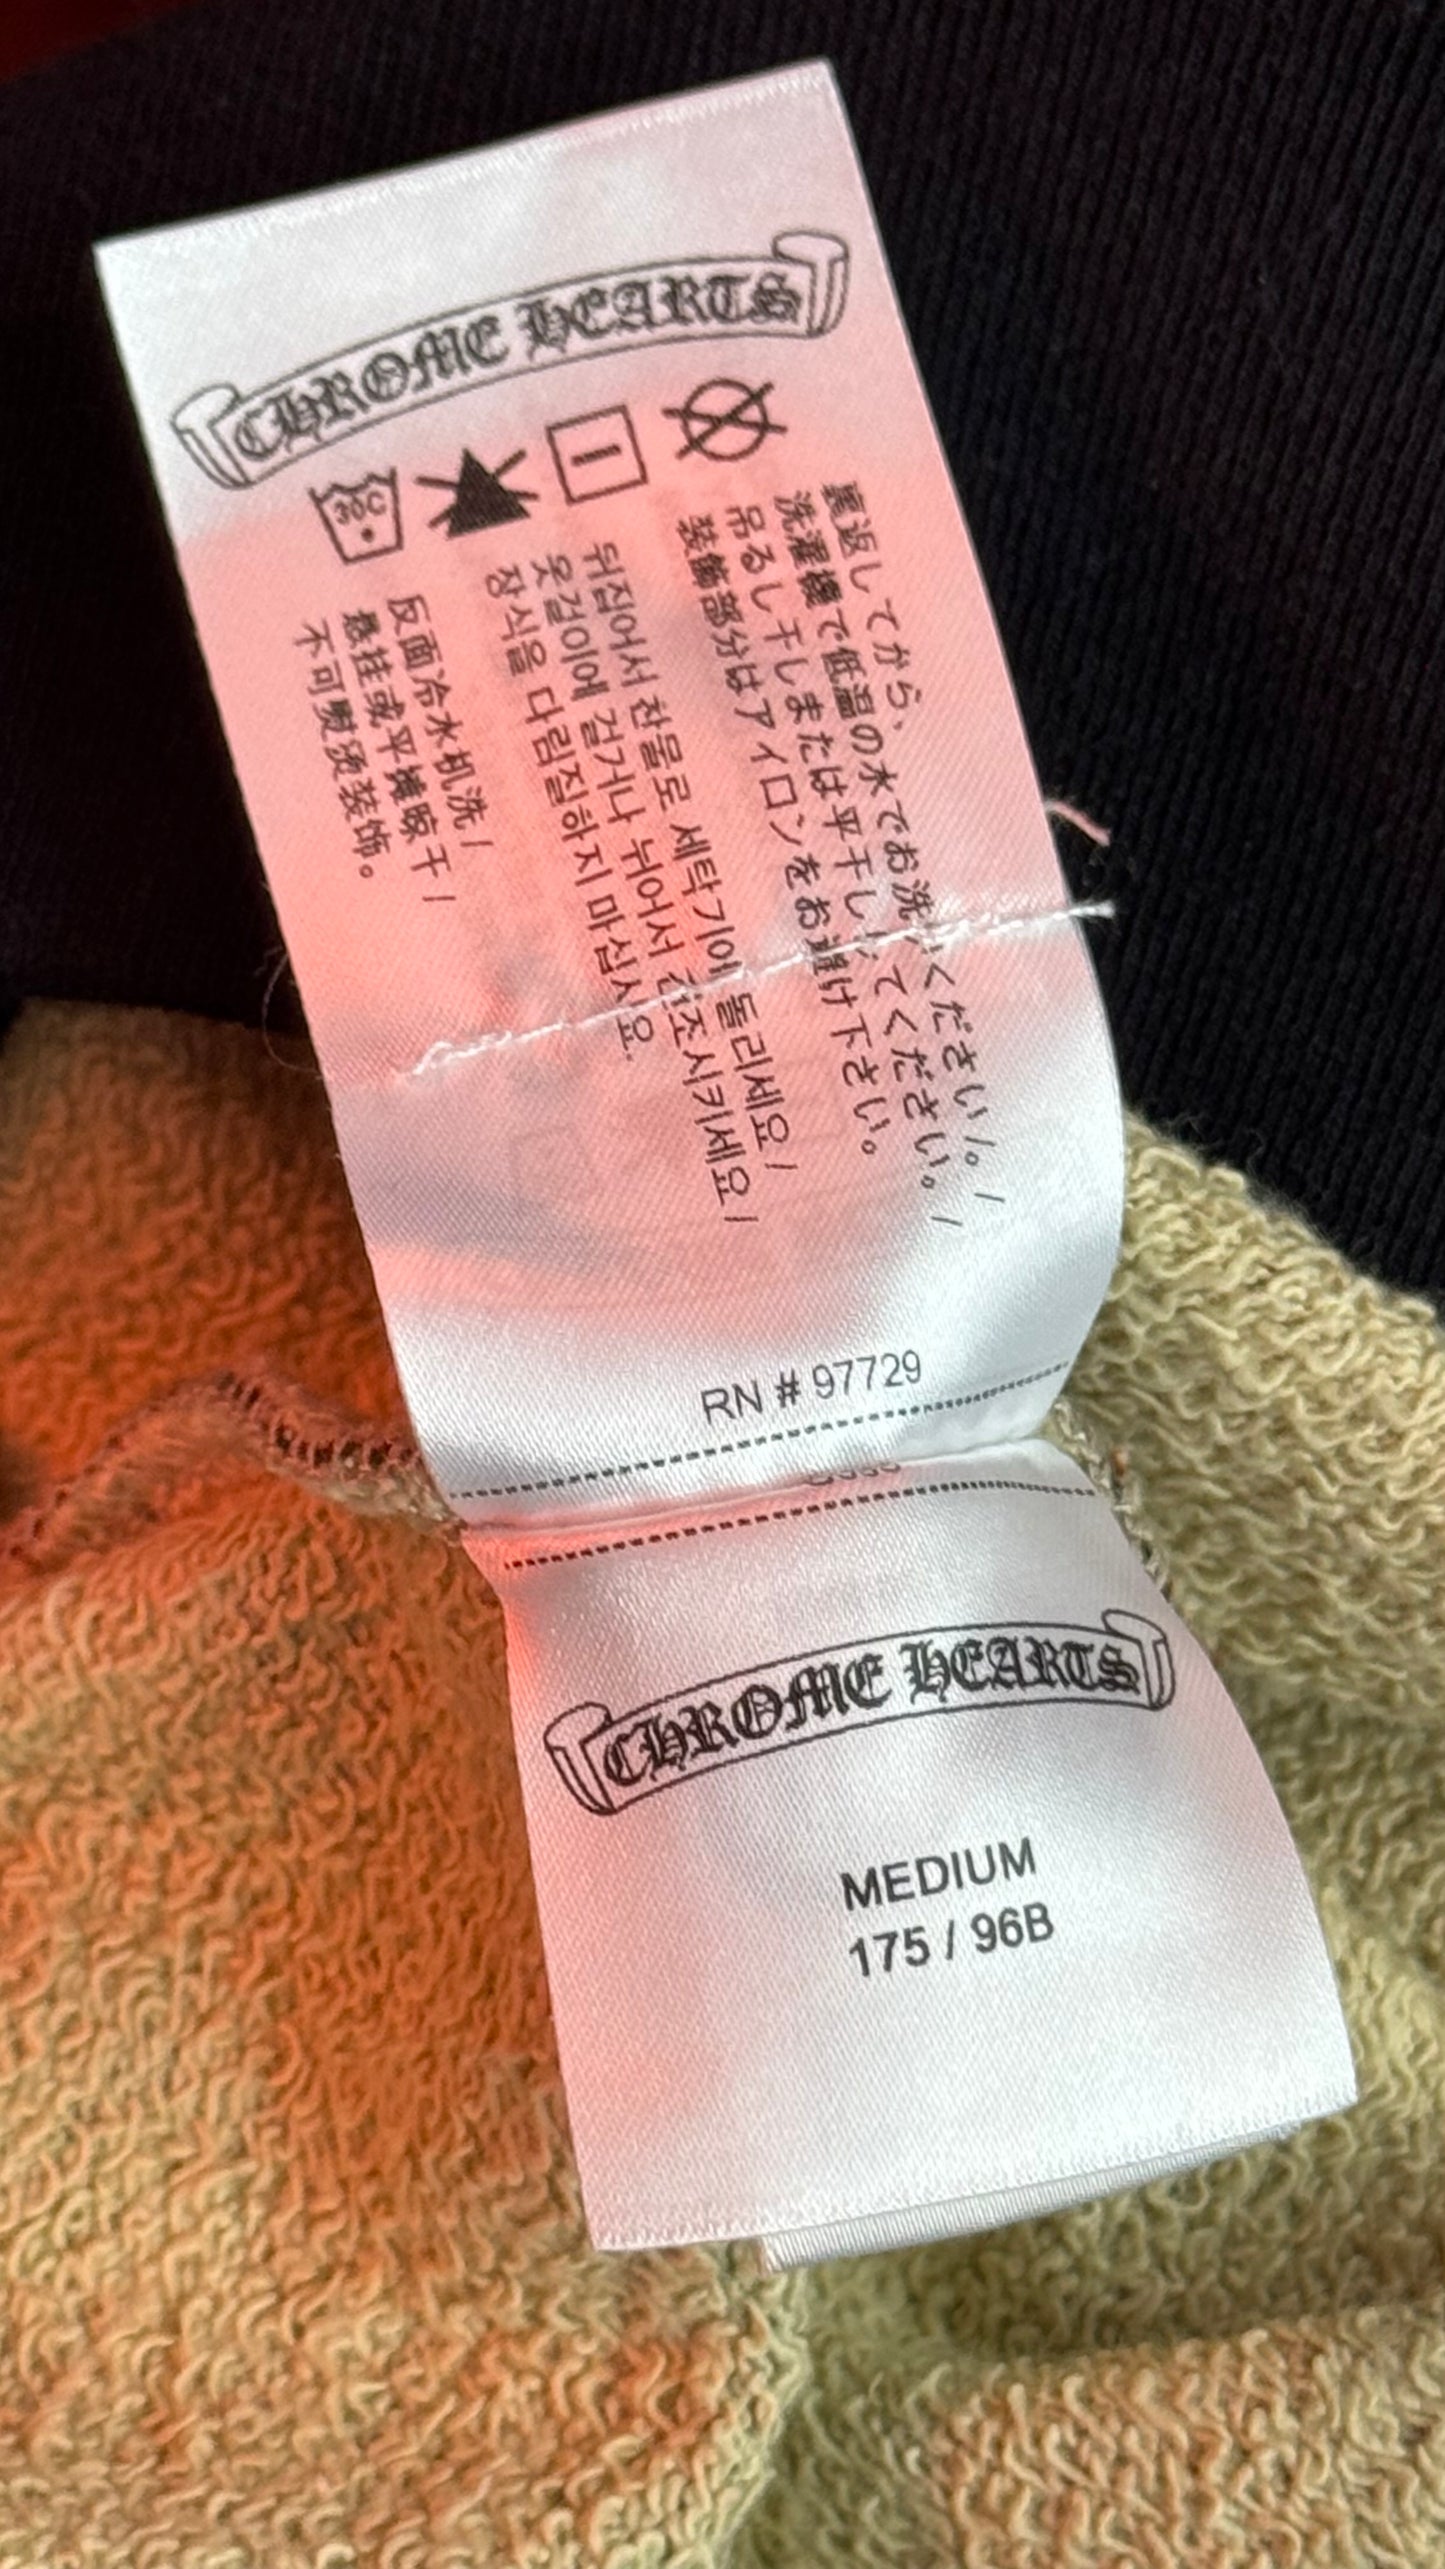 CHROME HEARTS
30C
裏返してから、
洗濯機で低温の水でお洗いください。/
吊るし干しまたは平干ししてください。/
装飾部分はアイロンをお避け下さい。
뒤집어서 찬물로 세탁기에 돌리세요 /
옷걸이에 걸거나 뉘어서 건조시키세요 /
장식을 다림질하지 마십시요.
反面冷水机洗 /
悬挂或平摊晾干 /
不可熨烫装饰。
RN # 97729
CHROME HEARTS
MEDIUM
175 / 96B